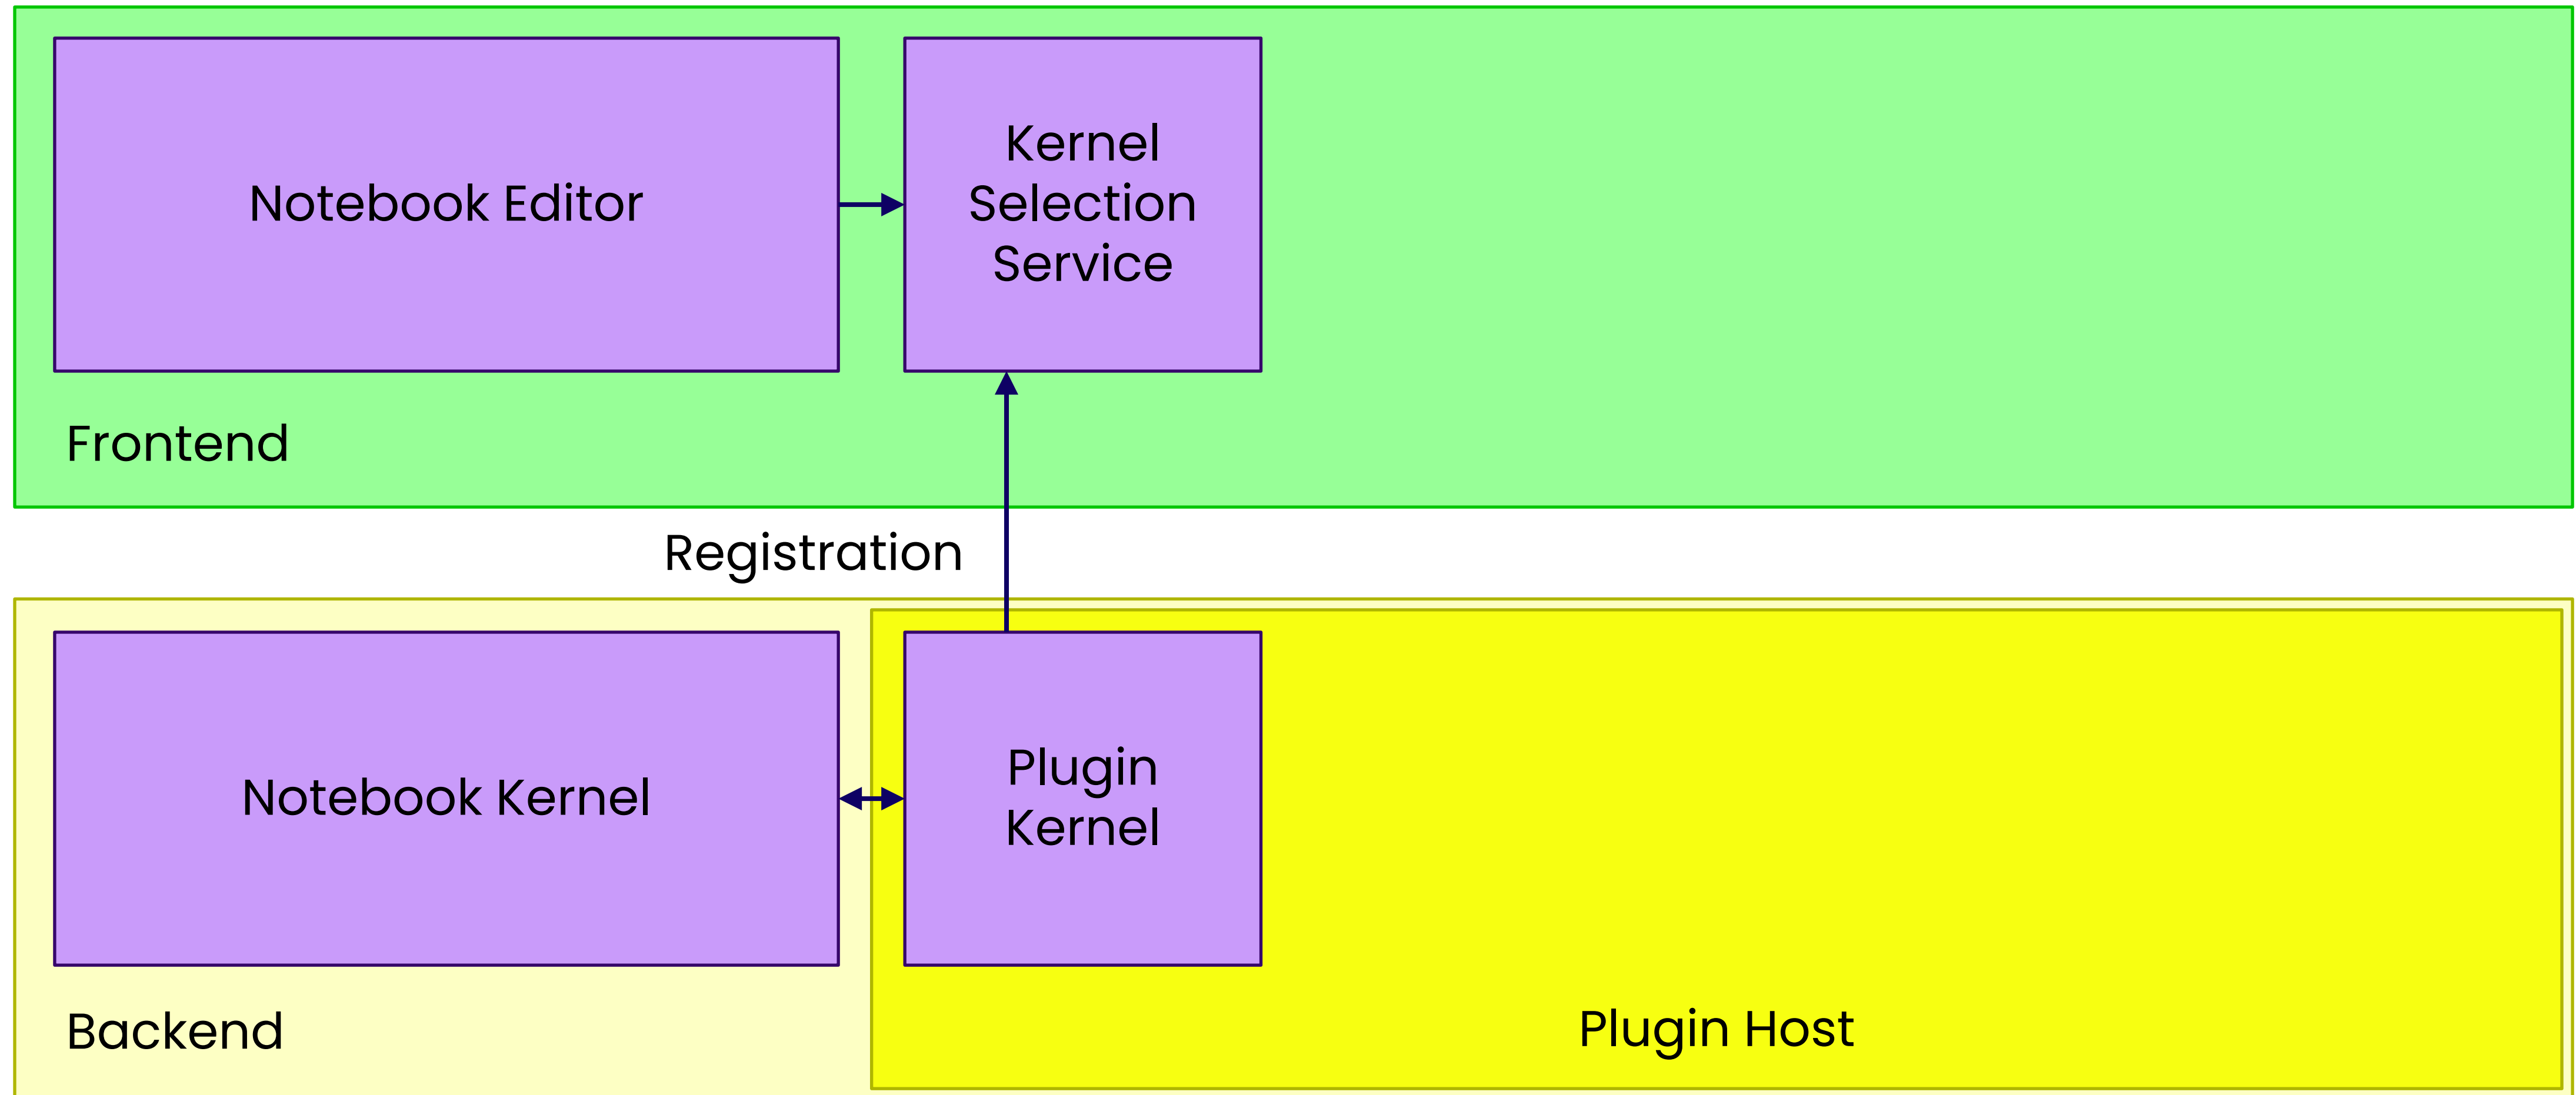 Notebook Editor
Kernel
Selection
Service
Frontend
Registration
Notebook Kernel
Plugin
Kernel
Backend
Plugin Host